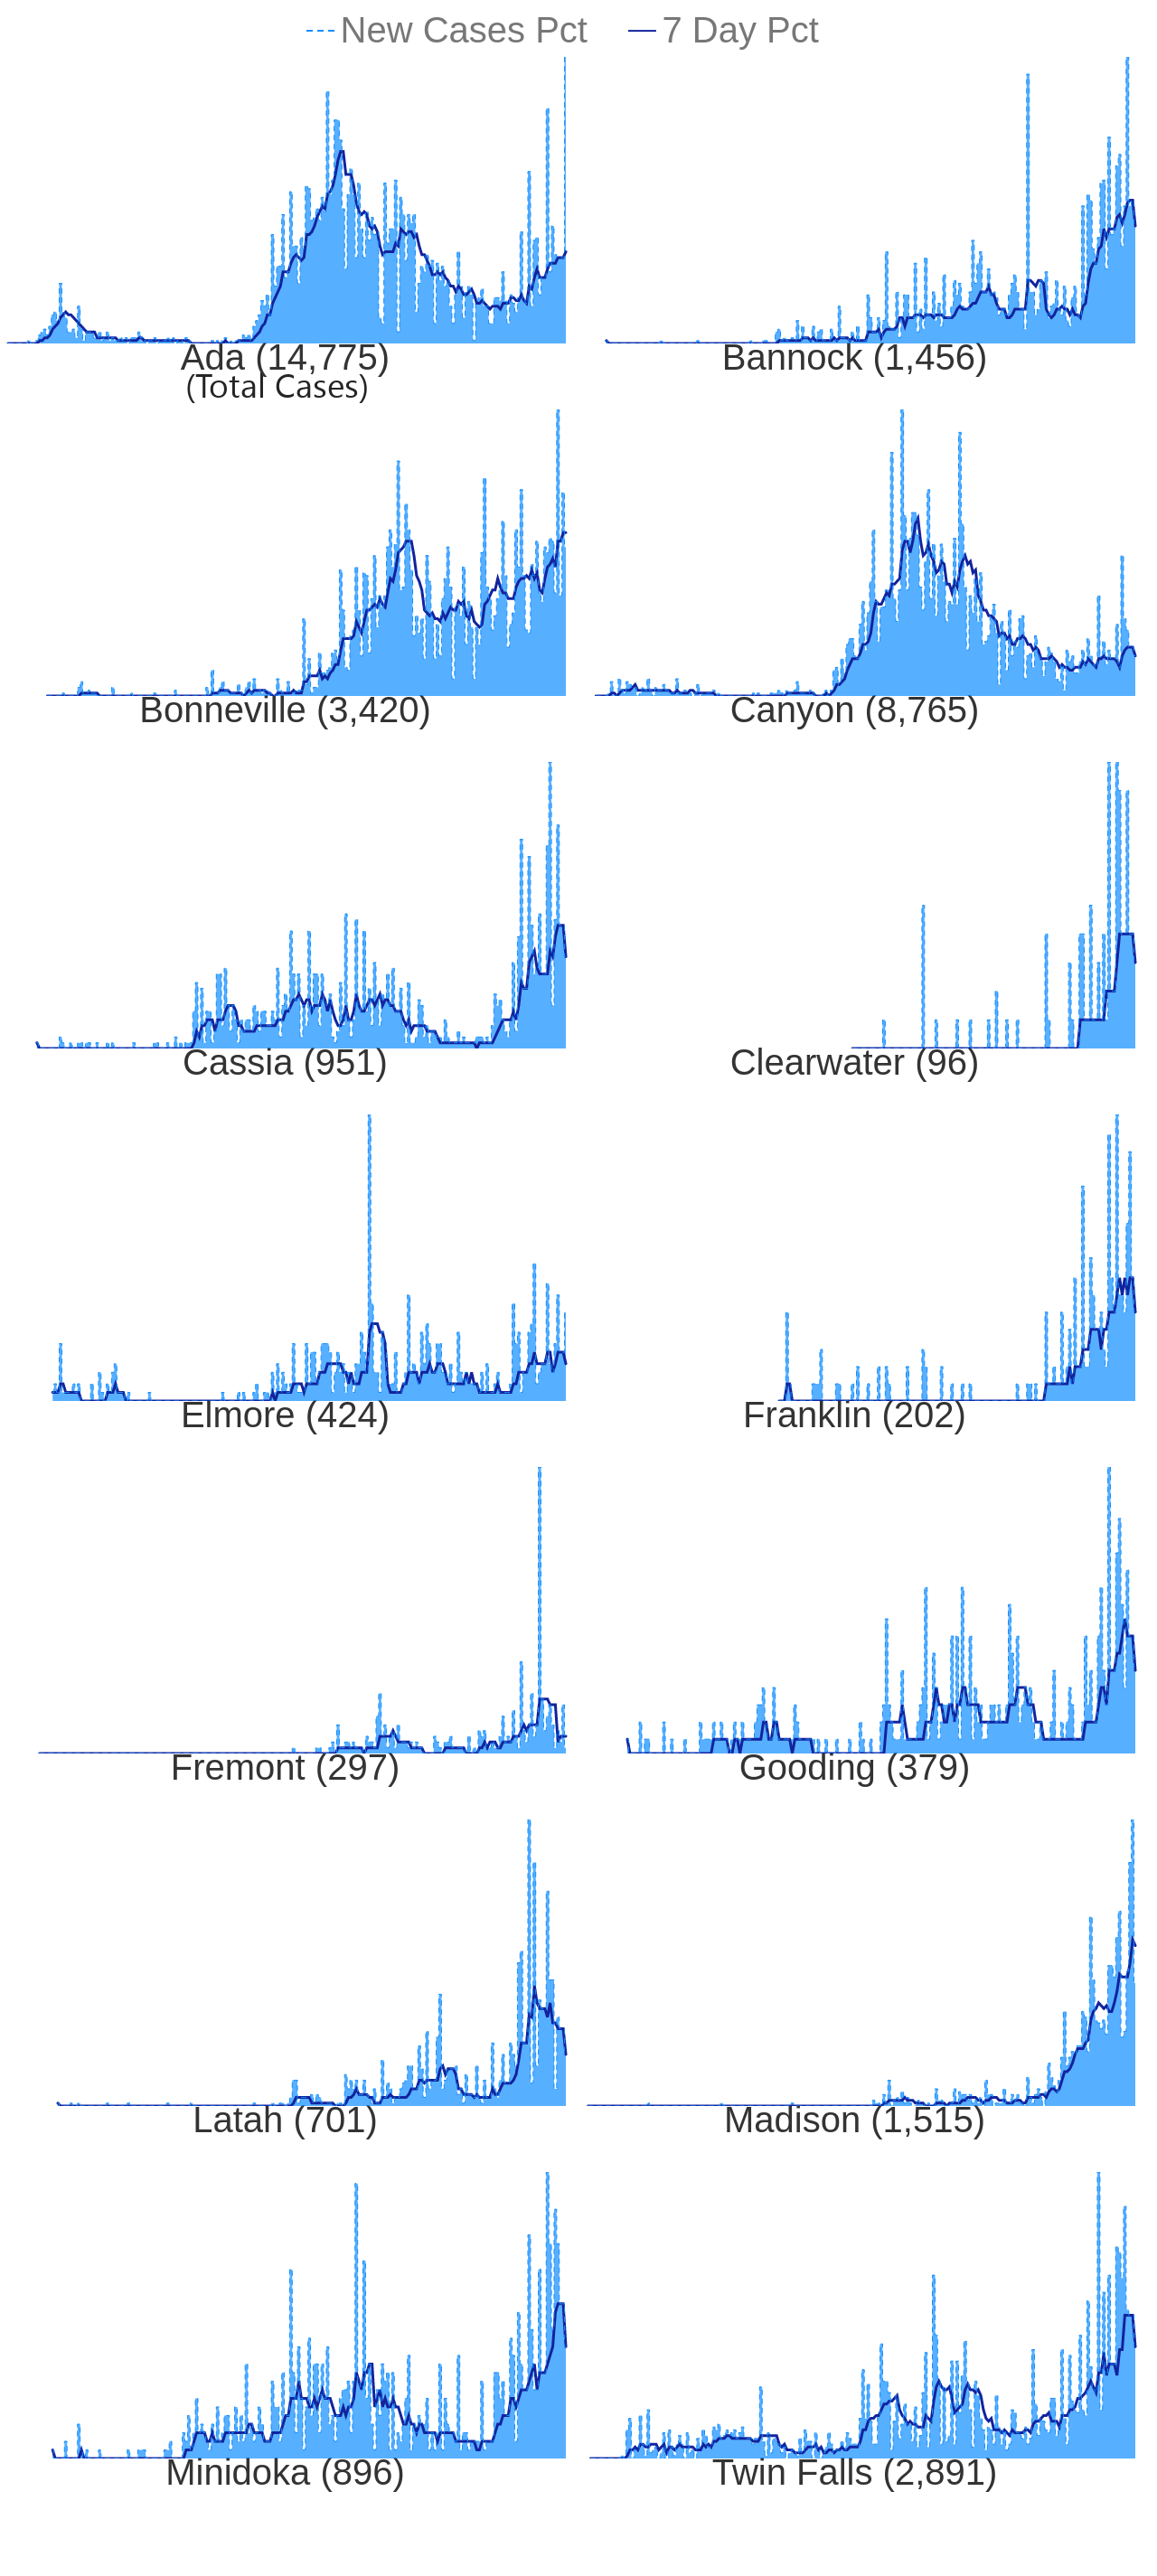 New Cases Pct 7 Day Pct
Ada (14,775) Bannock (1,456)
(Total Cases)
Bonneville (3,420) Canyon (8,765)
Cassia (951) Clearwater (96)
Elmore (424) Franklin (202)
Fremont (297) Gooding (379)
Latah (701) Madison (1,515)
Minidoka (896) Twin Falls (2,891)